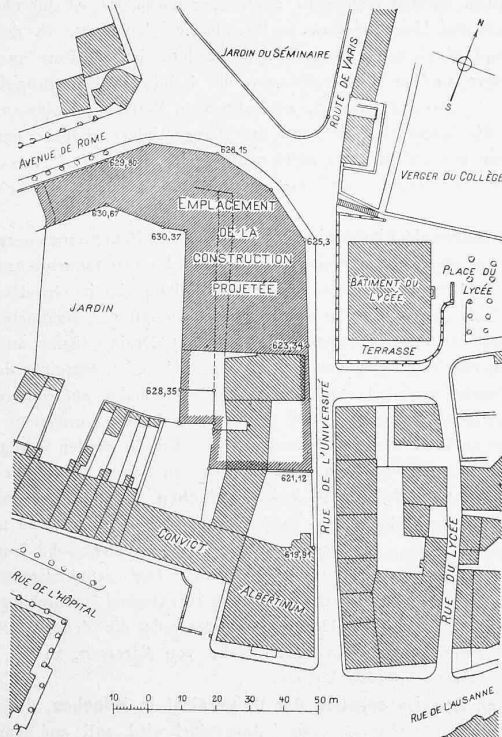 JARDIN DU SÉMINAIRE
ROUTE DE VARIS
N
S
AVENUE DE ROME
628,15
629,80
VERGER DU COLLÈGE
630,67
EMPLACEMENT
DE LA
CONSTRUCTION
PROJETÉE
630,37
625,3
PLACE DU
LYCÉE
BÂTIMENT DU
LYCÉE
JARDIN
TERRASSE
623,34
628,35
RUE DE L'UNIVERSITÉ
621,12
CONVICT
619,91
RUE DU LYCÉE
ALBERTINUM
RUE DE L'HÔPITAL
RUE DE LAUSANNE
10 0 10 20 30 40 50 m